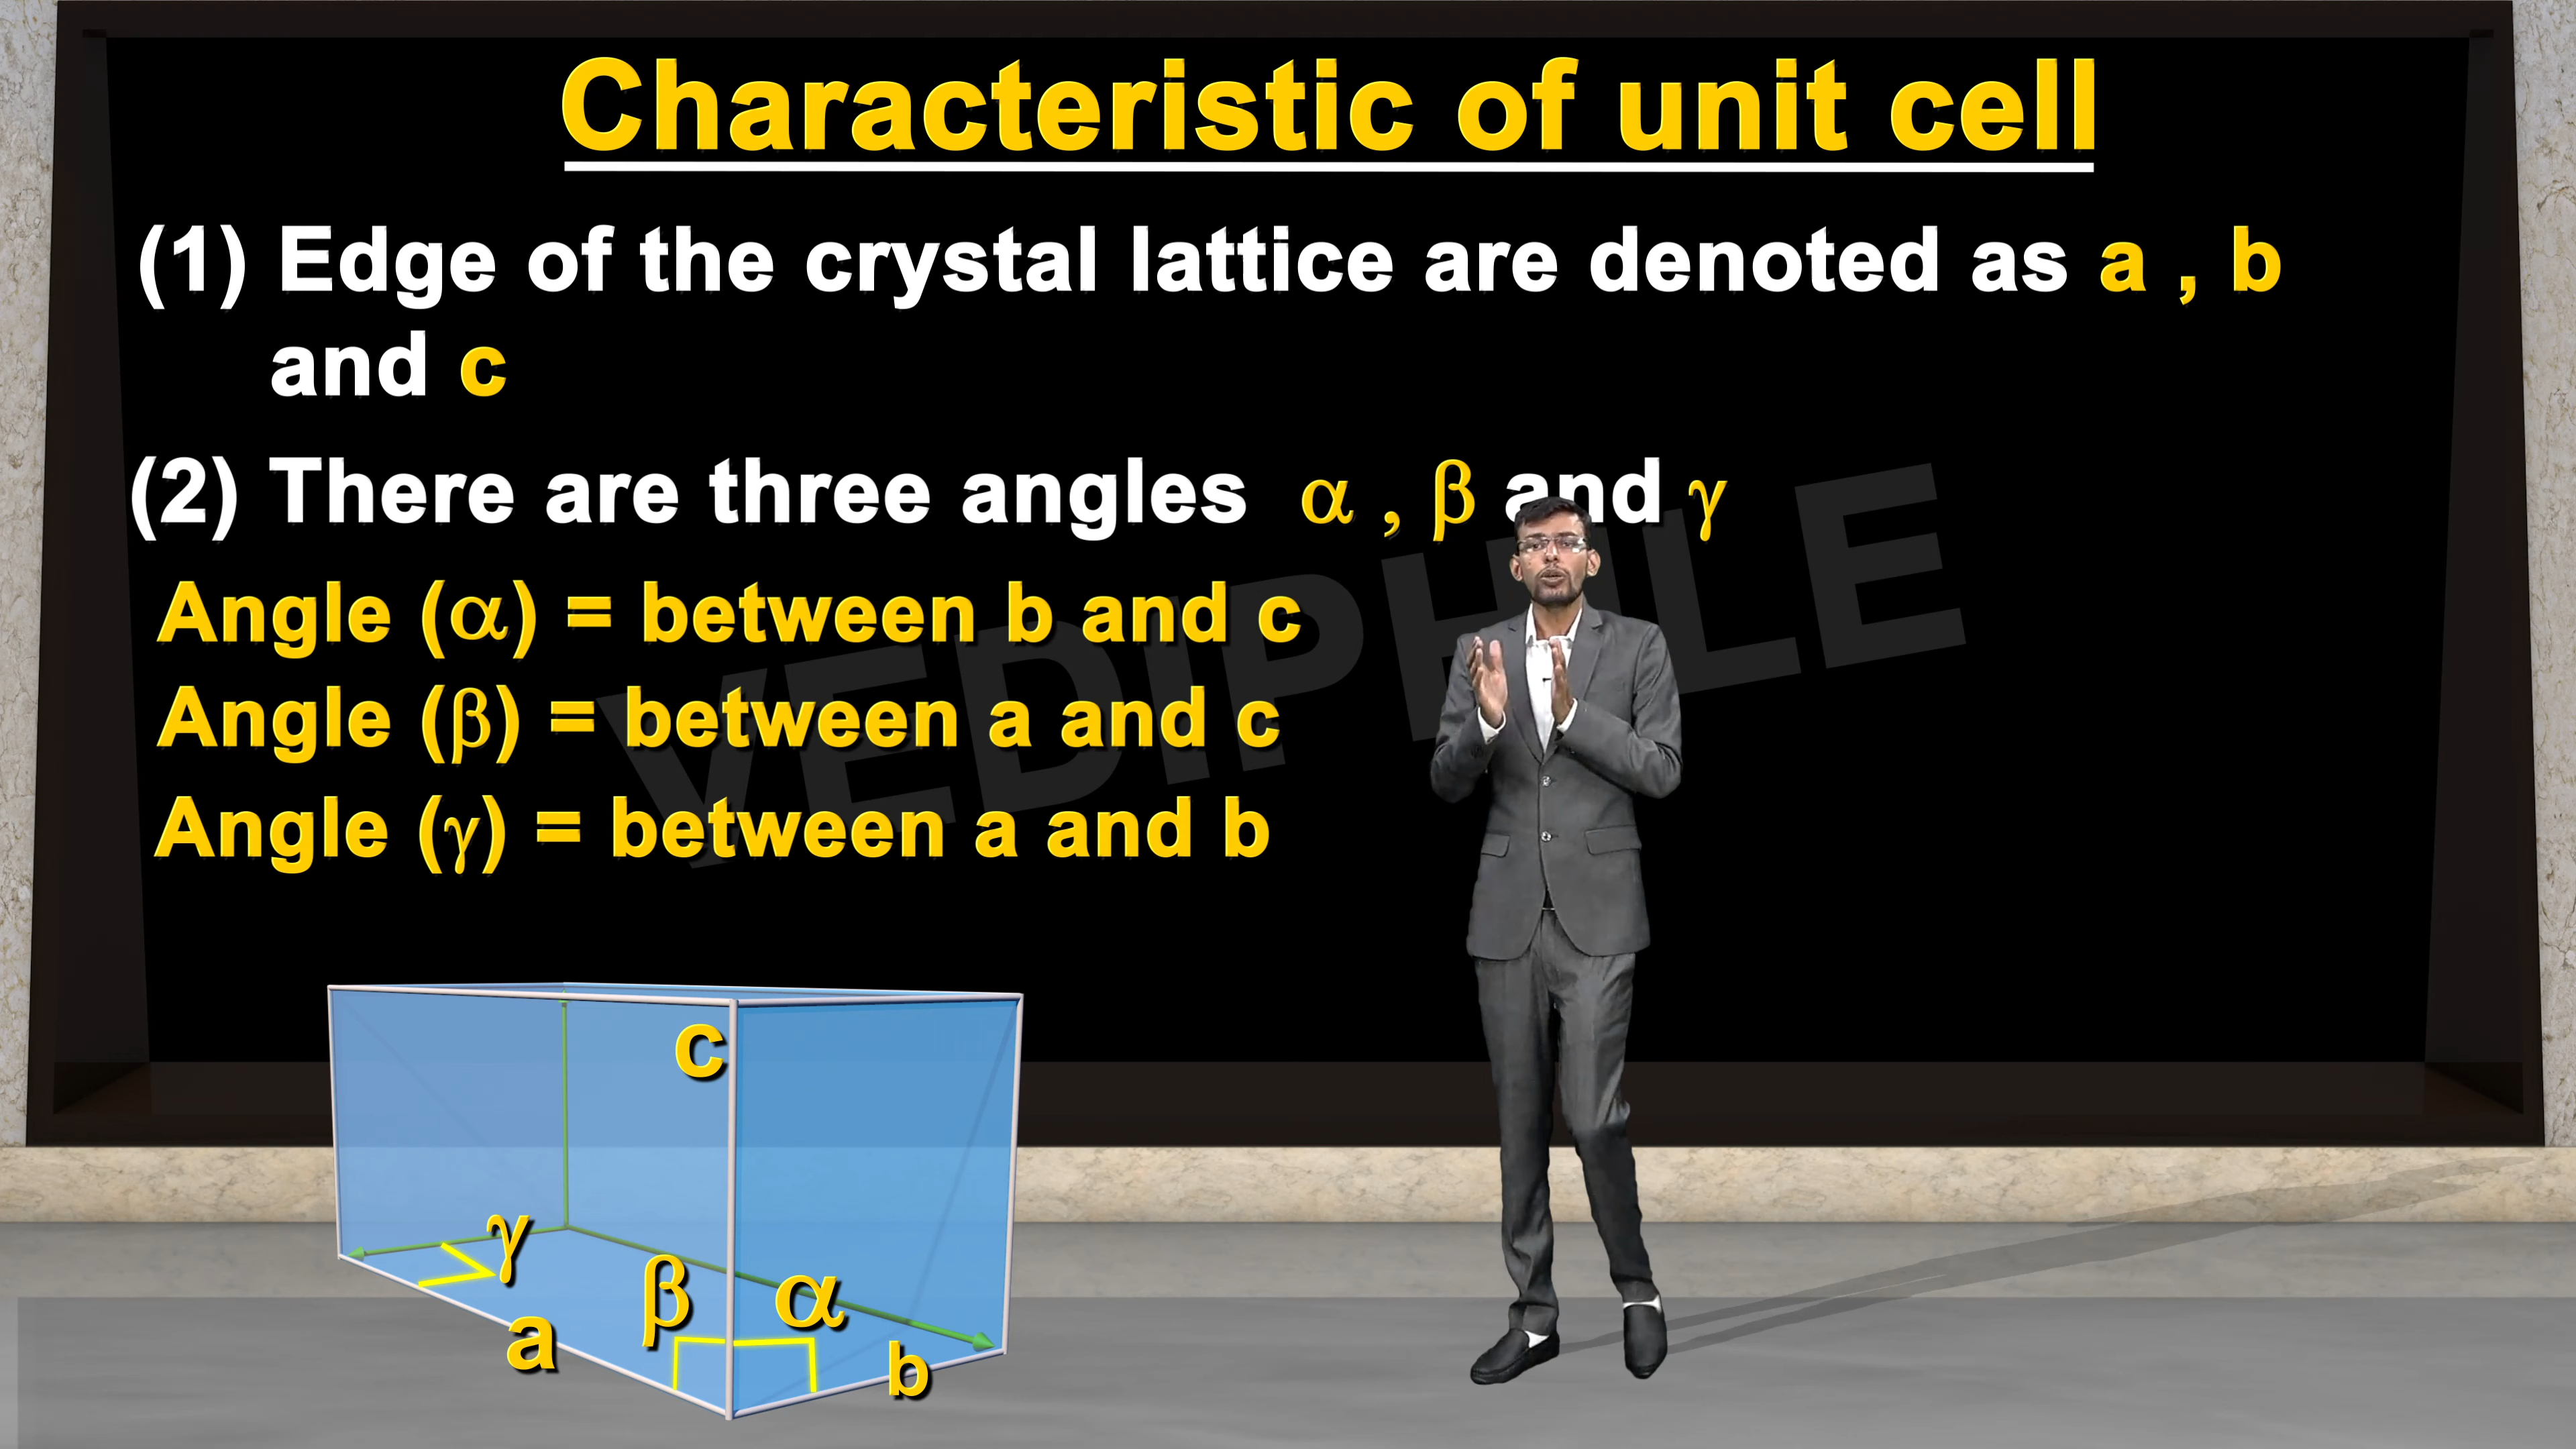 Characteristic of unit cell
(1) Edge of the crystal lattice are denoted as a , b
and c
(2) There are three angles α , β and γ
Angle (α) = between b and c
Angle (β) = between a and c
Angle (γ) = between a and b
VEDIPHILE
c
γ
β
α
a
b